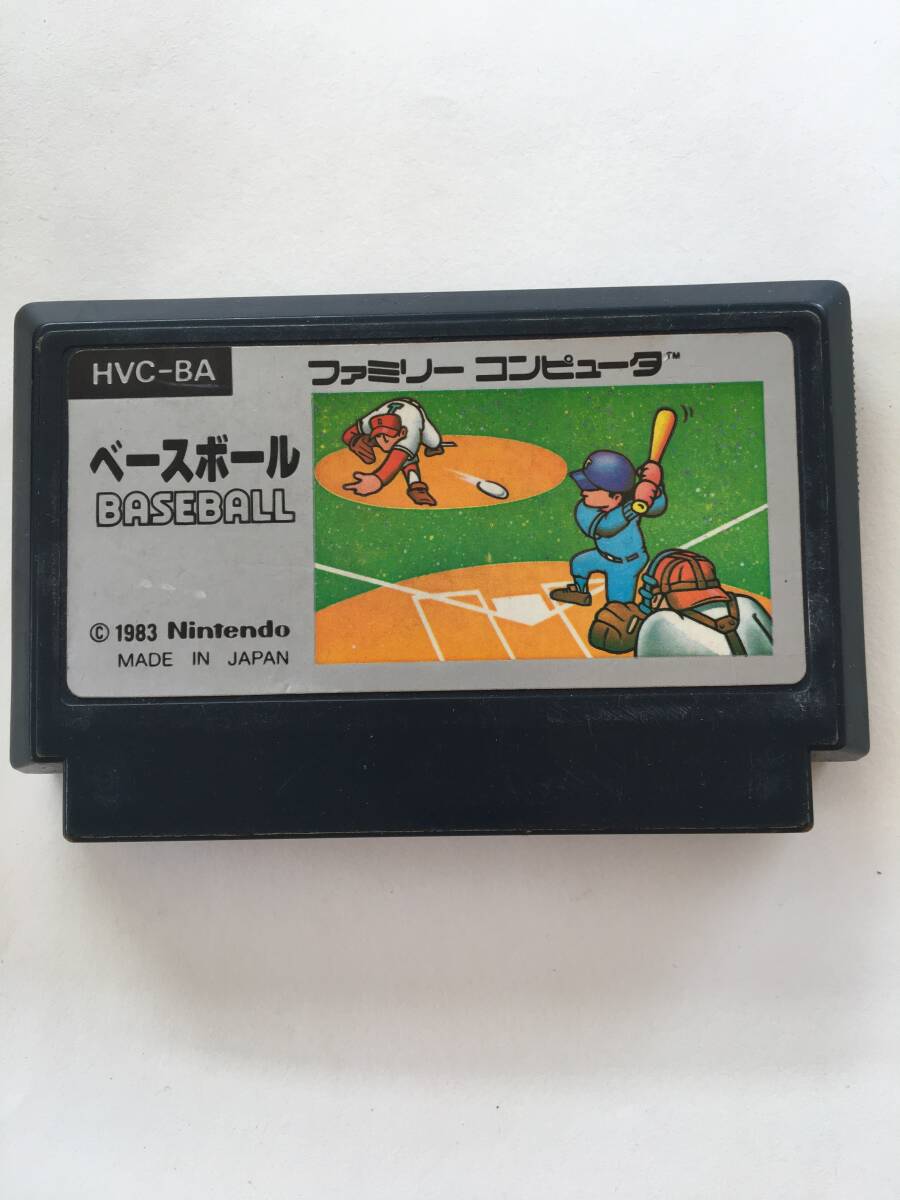 HVC-BA
ファミリー コンピュータ™
ベースボール
BASEBALL
© 1983 Nintendo
MADE IN JAPAN